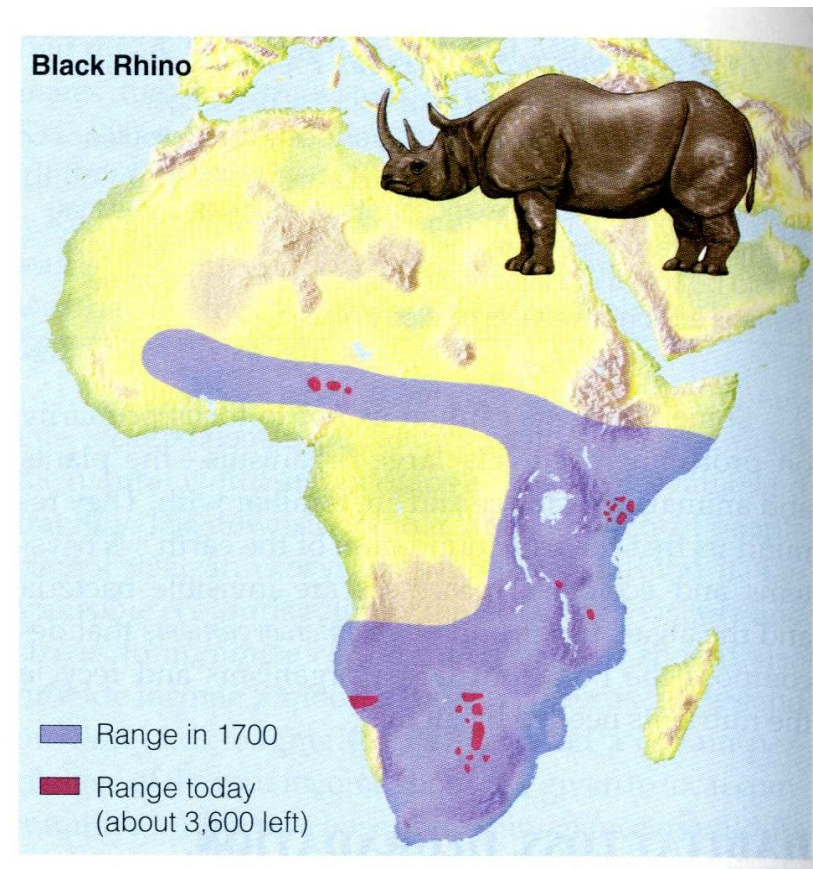 Black Rhino
Range in 1700
Range today
(about 3,600 left)